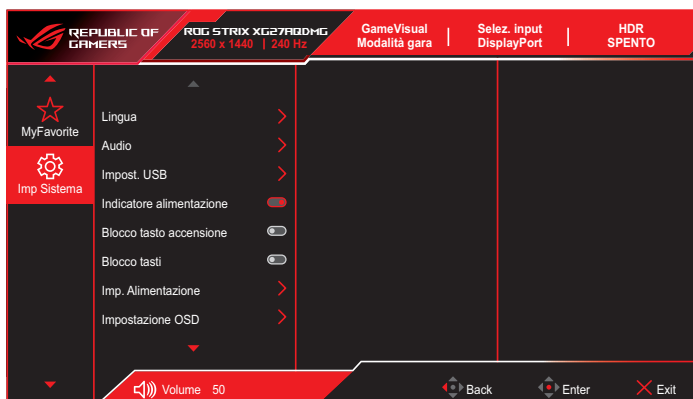 REPUBLIC OF
GAMERS
ROG STRIX XG27AQDMG
2560 x 1440 | 240 Hz
GameVisual
Modalità gara
Selez. input
DisplayPort
HDR
SPENTO
MyFavorite
Imp Sistema
Lingua
Audio
Impost. USB
Indicatore alimentazione
Blocco tasto accensione
Blocco tasti
Imp. Alimentazione
Impostazione OSD
Volume 50
Back
Enter
Exit